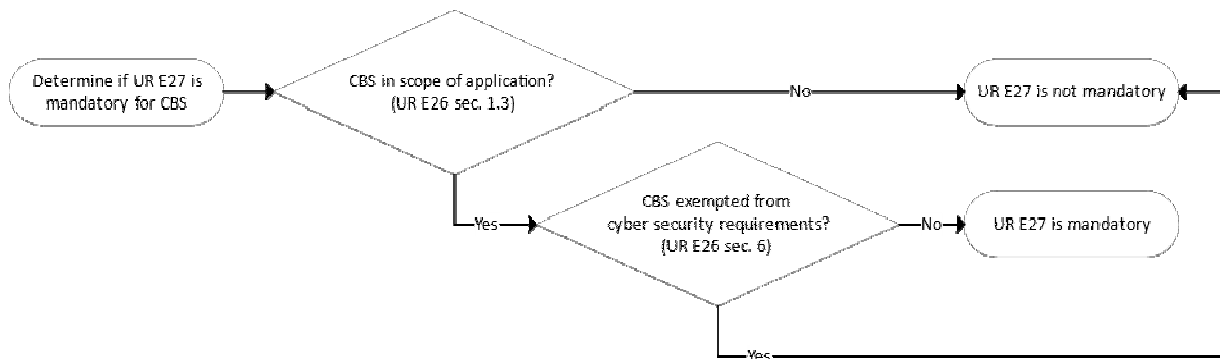 Determine if UR E27 is
mandatory for CBS
CBS in scope of application?
(UR E26 sec. 1.3)
No
UR E27 is not mandatory
Yes
CBS exempted from
cyber security requirements?
(UR E26 sec. 6)
No
UR E27 is mandatory
Yes